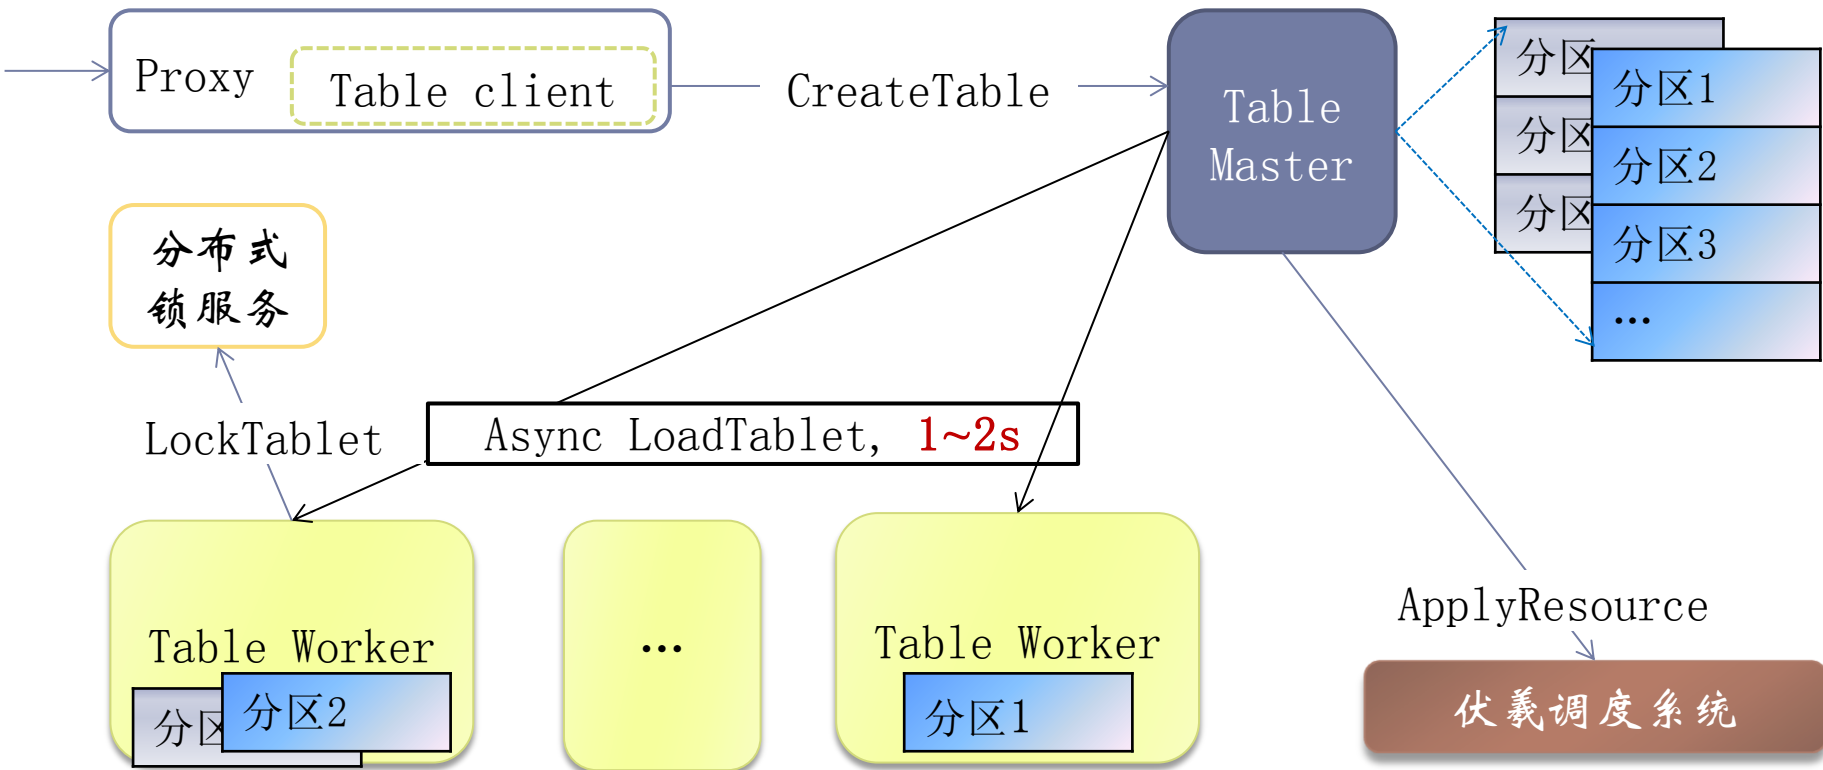 Proxy
Table client
CreateTable
Table
Master
分区
分区
分区
分区1
分区2
分区3
…
分布式
锁服务
LockTablet
Async LoadTablet, 1~2s
ApplyResource
Table Worker
分区
分区2
…
Table Worker
分区1
伏羲调度系统